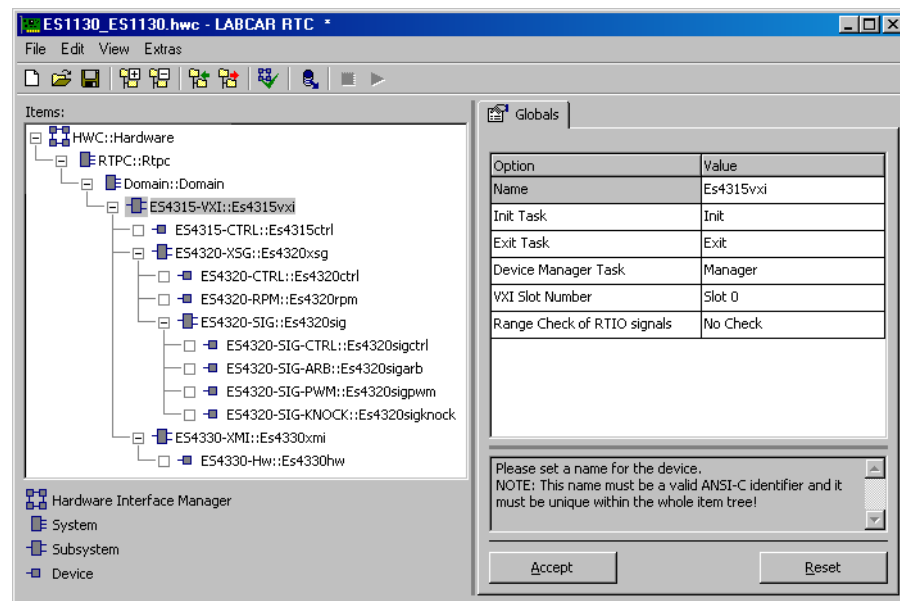 ES1130_ES1130.hwc - LABCAR RTC *
File Edit View Extras
Items:
HWC::Hardware
RTPC::Rtpc
Domain::Domain
ES4315-VXI::Es4315vxi
ES4315-CTRL::Es4315ctrl
ES4320-XSG::Es4320xsg
ES4320-CTRL::Es4320ctrl
ES4320-RPM::Es4320rpm
ES4320-SIG::Es4320sig
ES4320-SIG-CTRL::Es4320sigctrl
ES4320-SIG-ARB::Es4320sigarb
ES4320-SIG-PWM::Es4320sigpwm
ES4320-SIG-KNOCK::Es4320sigknock
ES4330-XMI::Es4330xmi
ES4330-Hw::Es4330hw
Hardware Interface Manager
System
Subsystem
Device
Globals
Option Value
Name Es4315vxi
Init Task Init
Exit Task Exit
Device Manager Task Manager
VXI Slot Number Slot 0
Range Check of RTIO signals No Check
Please set a name for the device.
NOTE: This name must be a valid ANSI-C identifier and it
must be unique within the whole item tree!
Accept Reset